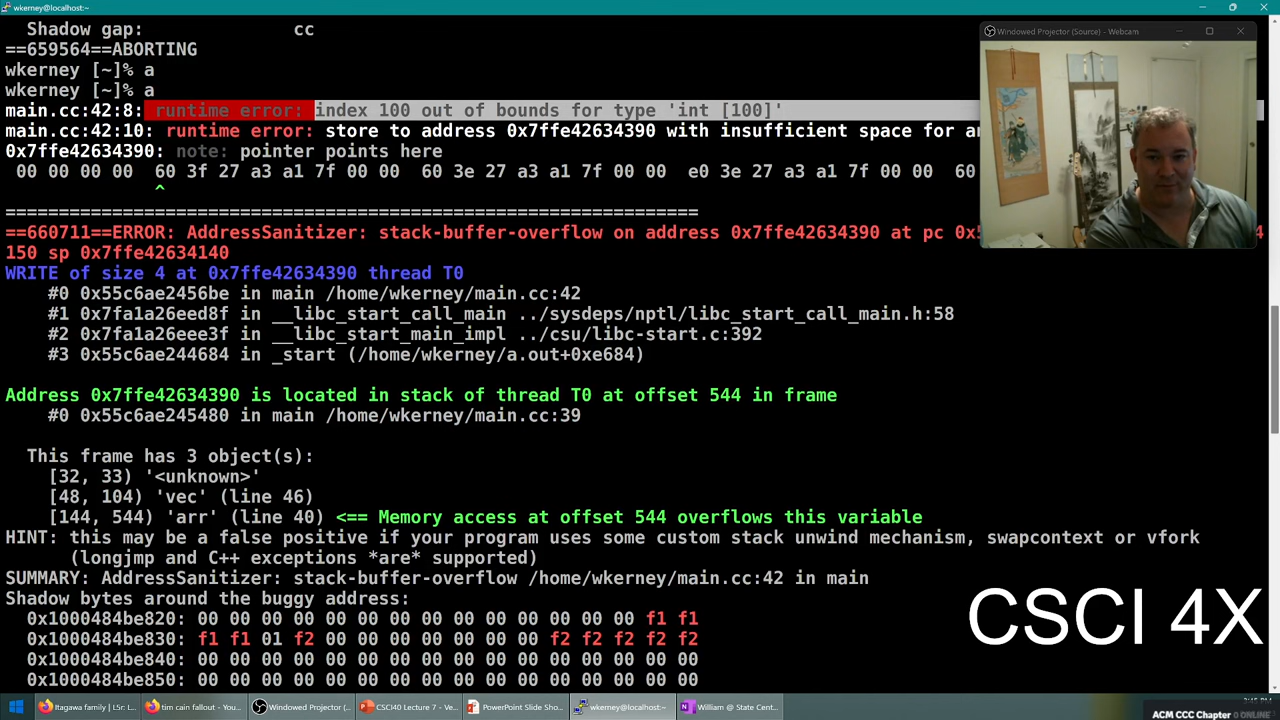 wkerney@localhost:~
Shadow gap:              cc
==659564==ABORTING
wkerney [~]% a
wkerney [~]% a
main.cc:42:8: runtime error: index 100 out of bounds for type 'int [100]'
main.cc:42:10: runtime error: store to address 0x7ffe42634390 with insufficient space for an
0x7ffe42634390: note: pointer points here
00 00 00 00  60 3f 27 a3 a1 7f 00 00  60 3e 27 a3 a1 7f 00 00  e0 3e 27 a3 a1 7f 00 00  60
^
=================================================================
==660711==ERROR: AddressSanitizer: stack-buffer-overflow on address 0x7ffe42634390 at pc
150 sp 0x7ffe42634140
WRITE of size 4 at 0x7ffe42634390 thread T0
#0 0x55c6ae2456be in main /home/wkerney/main.cc:42
#1 0x7fa1a26eed8f in __libc_start_call_main ../sysdeps/nptl/libc_start_call_main.h:58
#2 0x7fa1a26eee3f in __libc_start_main_impl ../csu/libc-start.c:392
#3 0x55c6ae244684 in _start (/home/wkerney/a.out+0xe684)
Address 0x7ffe42634390 is located in stack of thread T0 at offset 544 in frame
#0 0x55c6ae245480 in main /home/wkerney/main.cc:39
This frame has 3 object(s):
[32, 33) '<unknown>'
[48, 104) 'vec' (line 46)
[144, 544) 'arr' (line 40) <== Memory access at offset 544 overflows this variable
HINT: this may be a false positive if your program uses some custom stack unwind mechanism, swapcontext or vfork
(longjmp and C++ exceptions *are* supported)
SUMMARY: AddressSanitizer: stack-buffer-overflow /home/wkerney/main.cc:42 in main
Shadow bytes around the buggy address:
0x1000484be820: 00 00 00 00 00 00 00 00 00 00 00 00 00 00 f1 f1
0x1000484be830: f1 f1 01 f2 00 00 00 00 00 00 00 f2 f2 f2 f2 f2
0x1000484be840: 00 00 00 00 00 00 00 00 00 00 00 00 00 00 00 00
0x1000484be850: 00 00 00 00 00 00 00 00 00 00 00 00 00 00 00 00
Windowed Projector (Source) - Webcam
CSCI 4X
Itagawa family | L5r: L...
tim cain fallout - You...
Windowed Projector (...
CSCI40 Lecture 7 - Ve...
PowerPoint Slide Sho...
wkerney@localhost:~
William @ State Cent...
ACM CCC Chapter 0 ONLINE